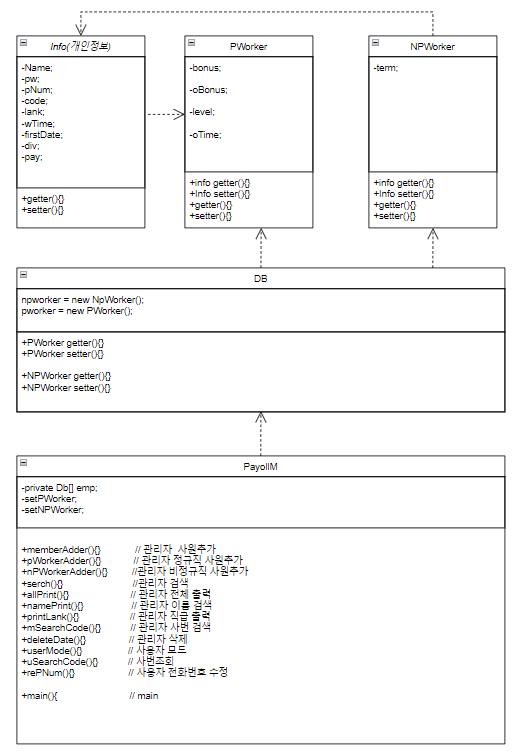 Info(개인정보)
-Name;
-pw;
-pNum;
-code;
-lank;
-wTime;
-firstDate;
-div;
-pay;
+getter(){}
+setter(){}
PWorker
-bonus;
-oBonus;
-level;
-oTime;
+info getter(){}
+Info setter(){}
+getter(){}
+setter(){}
NPWorker
-term;
+info getter(){}
+Info setter(){}
+getter(){}
+setter(){}
DB
npworker = new NpWorker();
pworker = new PWorker();
+PWorker getter(){}
+PWorker setter(){}
+NPWorker getter(){}
+NPWorker setter(){}
PayollM
-private Db[] emp;
-setPWorker;
-setNPWorker;
+memberAdder(){} // 관리자 사원추가
+pWorkerAdder(){} // 관리자 정규직 사원추가
+nPWorkerAdder(){} //관리자 비정규직 사원추가
+serch(){} //관리자 검색
+allPrint(){} // 관리자 전체 출력
+namePrint(){} // 관리자 이름 검색
+printLank(){} // 관리자 직급 출력
+mSearchCode(){} // 관리자 사번 검색
+deleteDate(){} // 관리자 삭제
+userMode(){} // 사용자 모드
+uSearchCode(){} // 사번조회
+rePNum(){} // 사용자 전화번호 수정
+main(){ // main